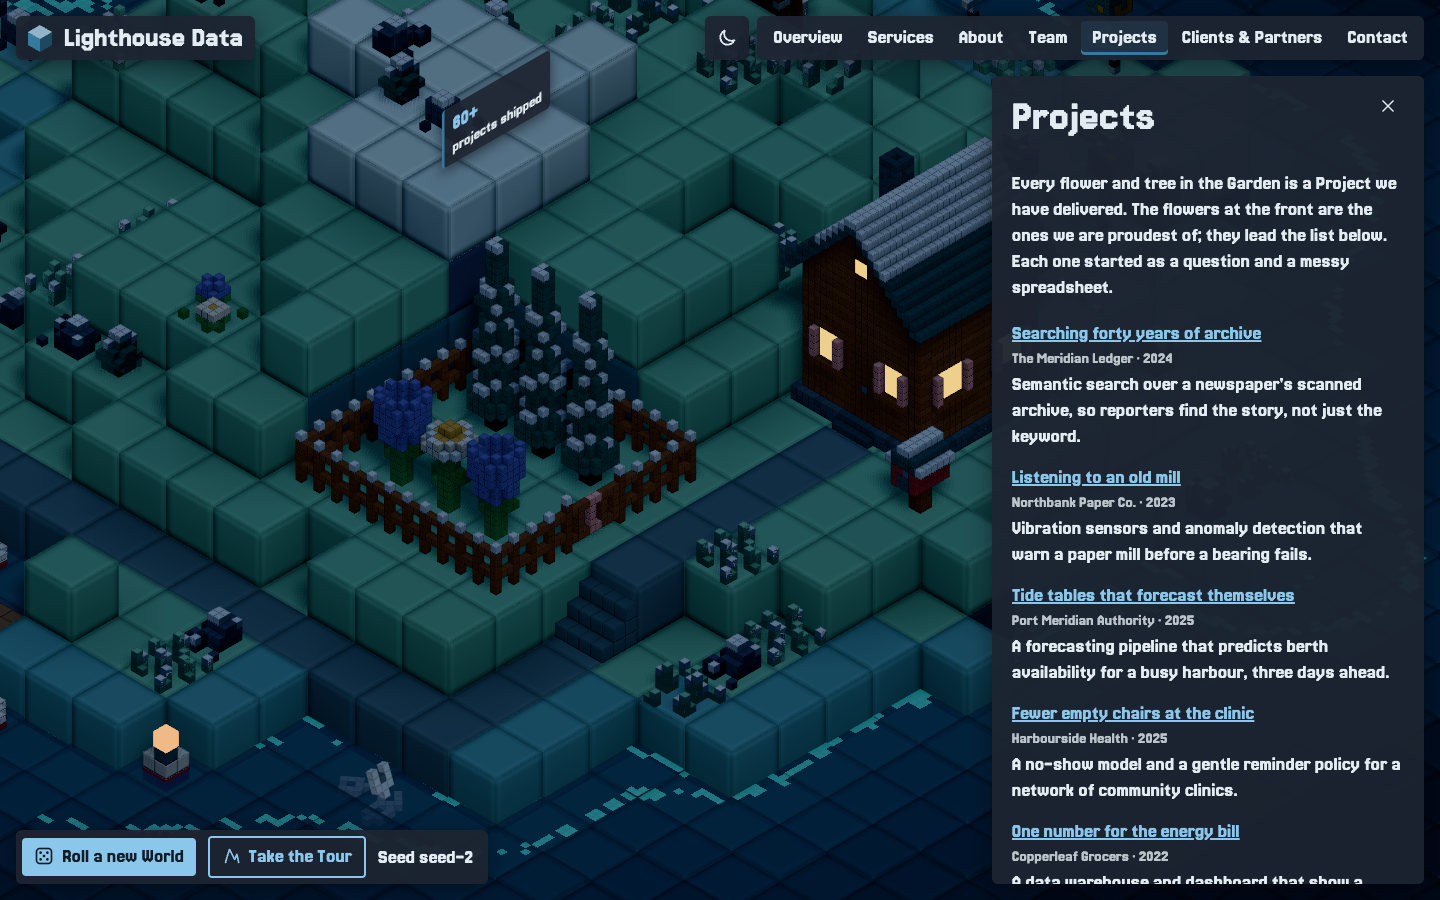 Lighthouse Data
Overview
Services
About
Team
Projects
Clients & Partners
Contact
60+
projects shipped
Projects
Every flower and tree in the Garden is a Project we
have delivered. The flowers at the front are the
ones we are proudest of; they lead the list below.
Each one started as a question and a messy
spreadsheet.
Searching forty years of archive
The Meridian Ledger · 2024
Semantic search over a newspaper's scanned
archive, so reporters find the story, not just the
keyword.
Listening to an old mill
Northbank Paper Co. · 2023
Vibration sensors and anomaly detection that
warn a paper mill before a bearing fails.
Tide tables that forecast themselves
Port Meridian Authority · 2025
A forecasting pipeline that predicts berth
availability for a busy harbour, three days ahead.
Fewer empty chairs at the clinic
Harbourside Health · 2025
A no-show model and a gentle reminder policy for a
network of community clinics.
One number for the energy bill
Copperleaf Grocers · 2022
A data warehouse and dashboard that show a
Roll a new World
Take the Tour
Seed seed-2